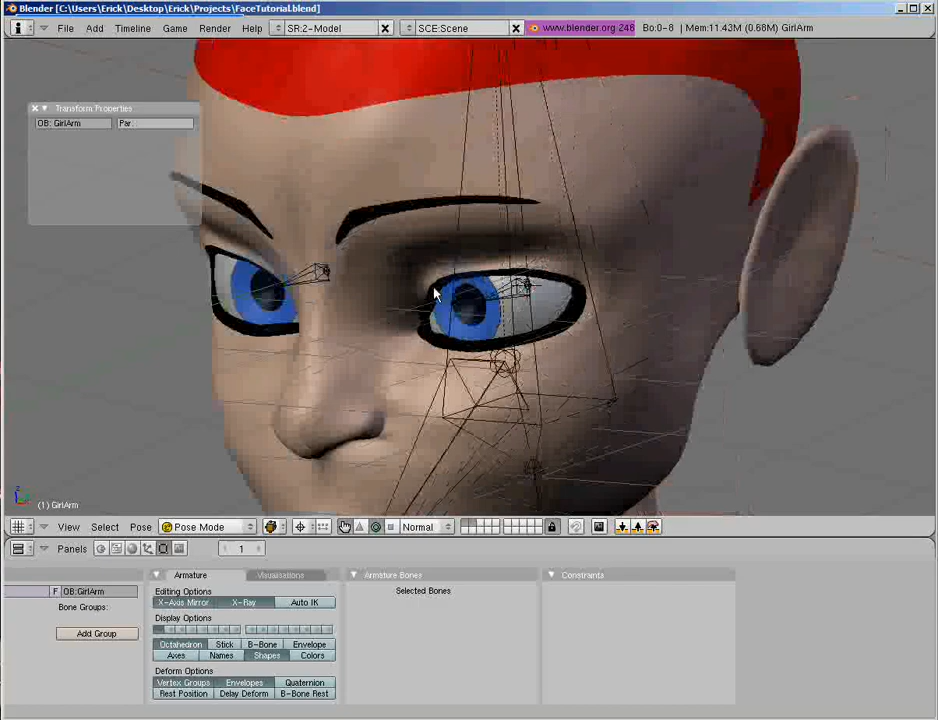 Blender [C:\Users\Erick\Desktop\Erick\Projects\FaceTutorial.blend]
File Add Timeline Game Render Help SR:2-Model SCE:Scene www.blender.org 248 Bo:0-8 | Mem:11.43M (0.68M) GirlArm
Transform Properties
OB: GirlArm Par:
z
(1) GirlArm
View Select Pose Pose Mode Normal
Panels 1
Armature Visualisations Armature Bones Constraints
F OB:GirlArm Editing Options Selected Bones
X-Axis Mirror X-Ray Auto IK
Bone Groups:
Display Options
Add Group
Octahedron Stick B-Bone Envelope
Axes Names Shapes Colors
Deform Options
Vertex Groups Envelopes Quaternion
Rest Position Delay Deform B-Bone Rest